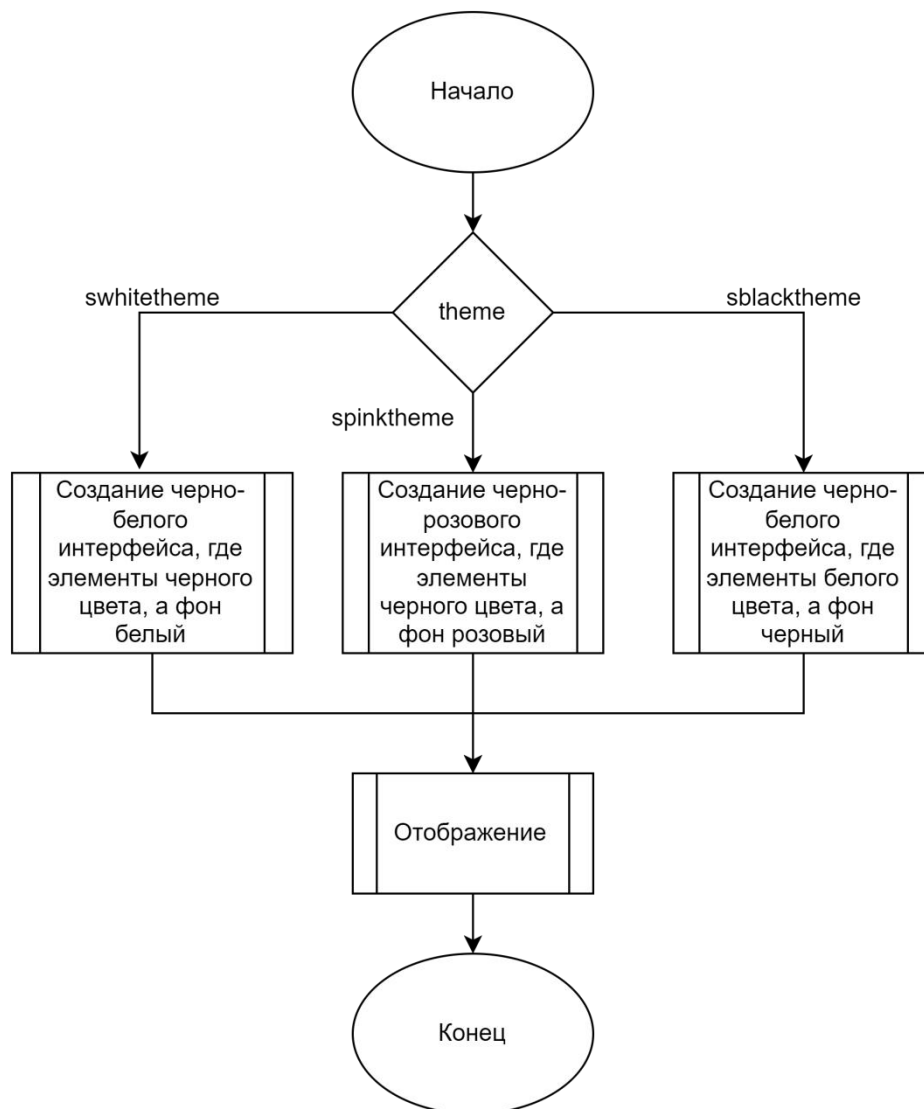 Начало
theme
swhitetheme
sblacktheme
spinktheme
Создание черно-
белого
интерфейса, где
элементы черного
цвета, а фон
белый
Создание черно-
розового
интерфейса, где
элементы
черного цвета, а
фон розовый
Создание черно-
белого
интерфейса, где
элементы белого
цвета, а фон
черный
Отображение
Конец